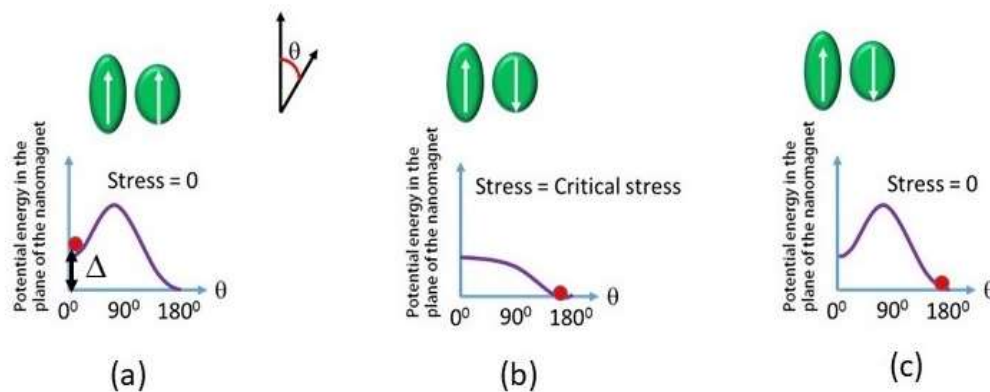 θ
Potential energy in the
plane of the nanomagnet
Stress = 0
Δ
θ
0⁰ 90⁰ 180⁰
(a)
Potential energy in the
plane of the nanomagnet
Stress = Critical stress
θ
0⁰ 90⁰ 180⁰
(b)
Potential energy in the
plane of the nanomagnet
Stress = 0
θ
0⁰ 90⁰ 180⁰
(c)